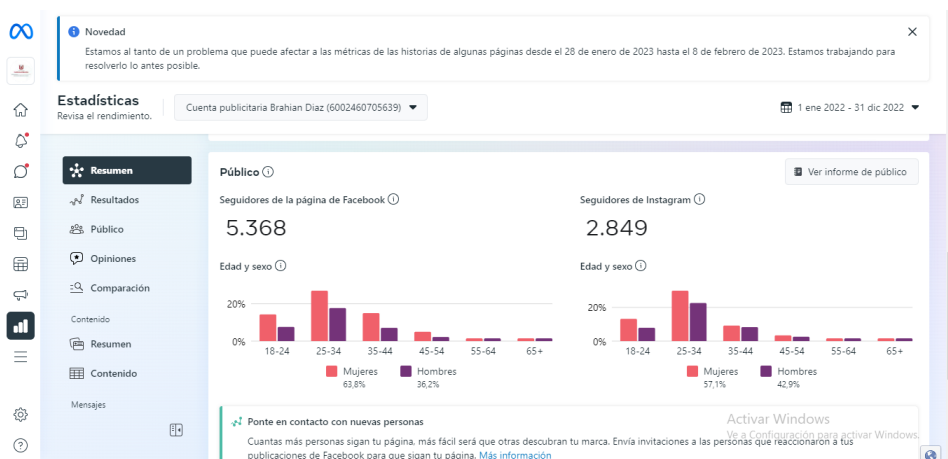 Novedad
Estamos al tanto de un problema que puede afectar a las métricas de las historias de algunas páginas desde el 28 de enero de 2023 hasta el 8 de febrero de 2023. Estamos trabajando para
resolverlo lo antes posible.
Estadísticas
Revisa el rendimiento.
Cuenta publicitaria Brahian Diaz (6002460705639)
1 ene 2022 - 31 dic 2022
Resumen
Resultados
Público
Opiniones
Comparación
Contenido
Resumen
Contenido
Mensajes
Público
Ver informe de público
Seguidores de la página de Facebook
5.368
Edad y sexo
20%
0%
18-24 25-34 35-44 45-54 55-64 65+
Mujeres Hombres
63,8% 36,2%
Seguidores de Instagram
2.849
Edad y sexo
20%
0%
18-24 25-34 35-44 45-54 55-64 65+
Mujeres Hombres
57,1% 42,9%
Ponte en contacto con nuevas personas
Cuantas más personas sigan tu página, más fácil será que otras descubran tu marca. Envía invitaciones a las personas que reaccionaron a tus
publicaciones de Facebook para que sigan tu página. Más información
Activar Windows
Ve a Configuración para activar Windows.